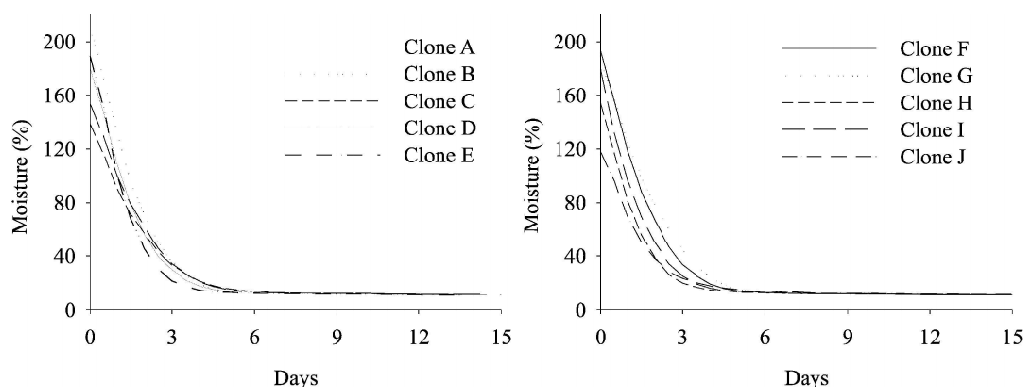 200
160
120
80
40
0
Moisture (%)
0 3 6 9 12 15
Days
Clone A
Clone B
Clone C
Clone D
Clone E
200
160
120
80
40
0
Moisture (%)
0 3 6 9 12 15
Days
Clone F
Clone G
Clone H
Clone I
Clone J